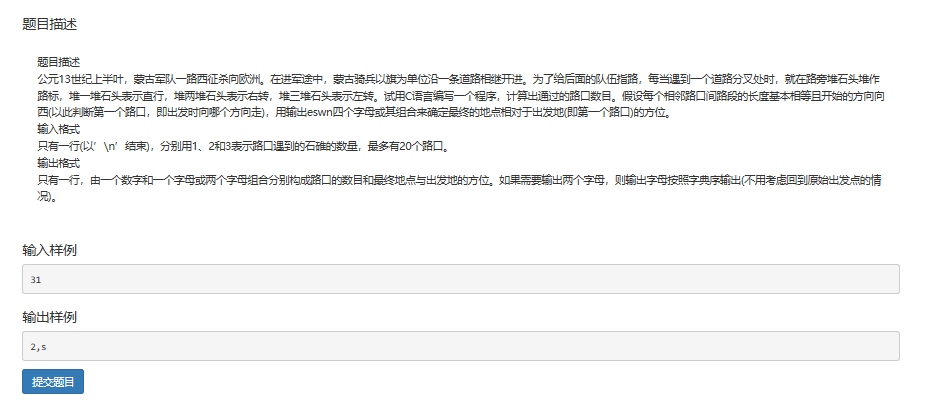 题目描述
题目描述
公元13世纪上半叶，蒙古军队一路西征杀向欧洲。在进军途中，蒙古骑兵以旗为单位沿一条道路相继开进。为了给后面的队伍指路，每当遇到一个道路分叉处时，就在路旁堆石头堆作
路标，堆一堆石头表示直行，堆两堆石头表示右转，堆三堆石头表示左转。试用C语言编写一个程序，计算出通过的路口数目。假设每个相邻路口间路段的长度基本相等且开始的方向向
西(以此判断第一个路口，即出发时向哪个方向走)，用输出eswn四个字母或其组合来确定最终的地点相对于出发地(即第一个路口)的方位。
输入格式
只有一行(以’\n’结束)，分别用1、2和3表示路口遇到的石碓的数量，最多有20个路口。
输出格式
只有一行，由一个数字和一个字母或两个字母组合分别构成路口的数目和最终地点与出发地的方位。如果需要输出两个字母，则输出字母按照字典序输出(不用考虑回到原始出发点的情
况)。
输入样例
31
输出样例
2,s
提交题目